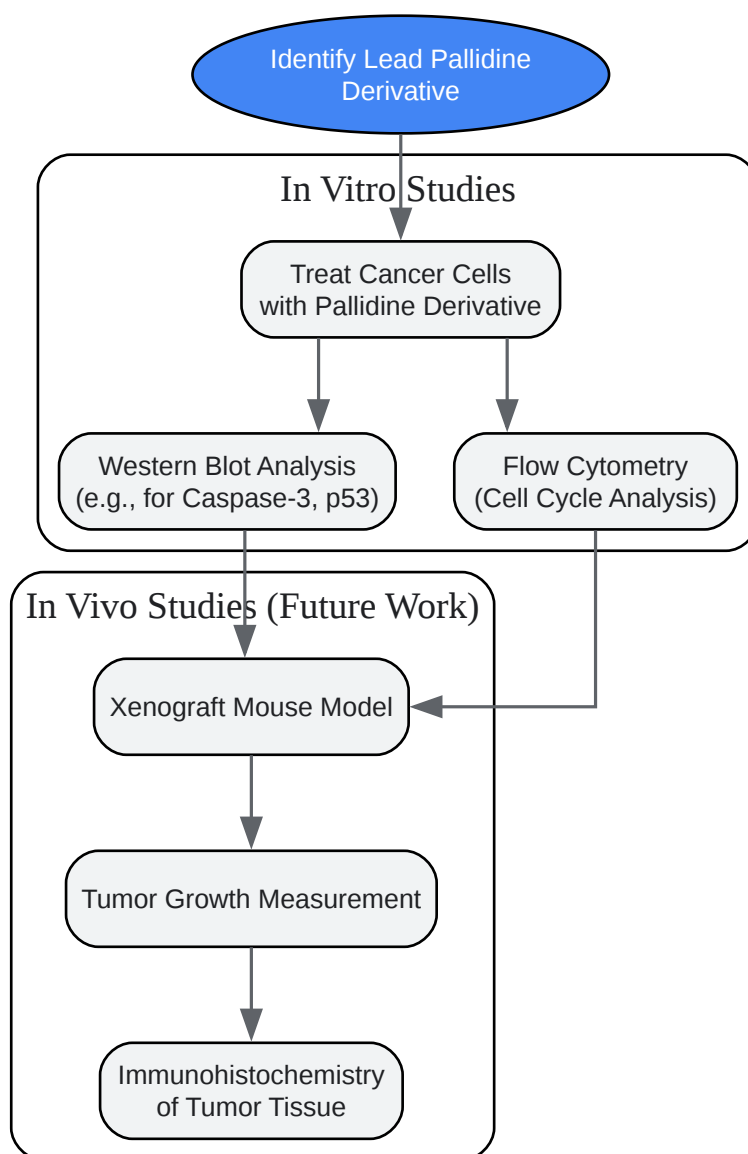 Identify Lead Pallidine
Derivative
In Vitro Studies
Treat Cancer Cells
with Pallidine Derivative
Western Blot Analysis
(e.g., for Caspase-3, p53)
Flow Cytometry
(Cell Cycle Analysis)
In Vivo Studies (Future Work)
Xenograft Mouse Model
Tumor Growth Measurement
Immunohistochemistry
of Tumor Tissue